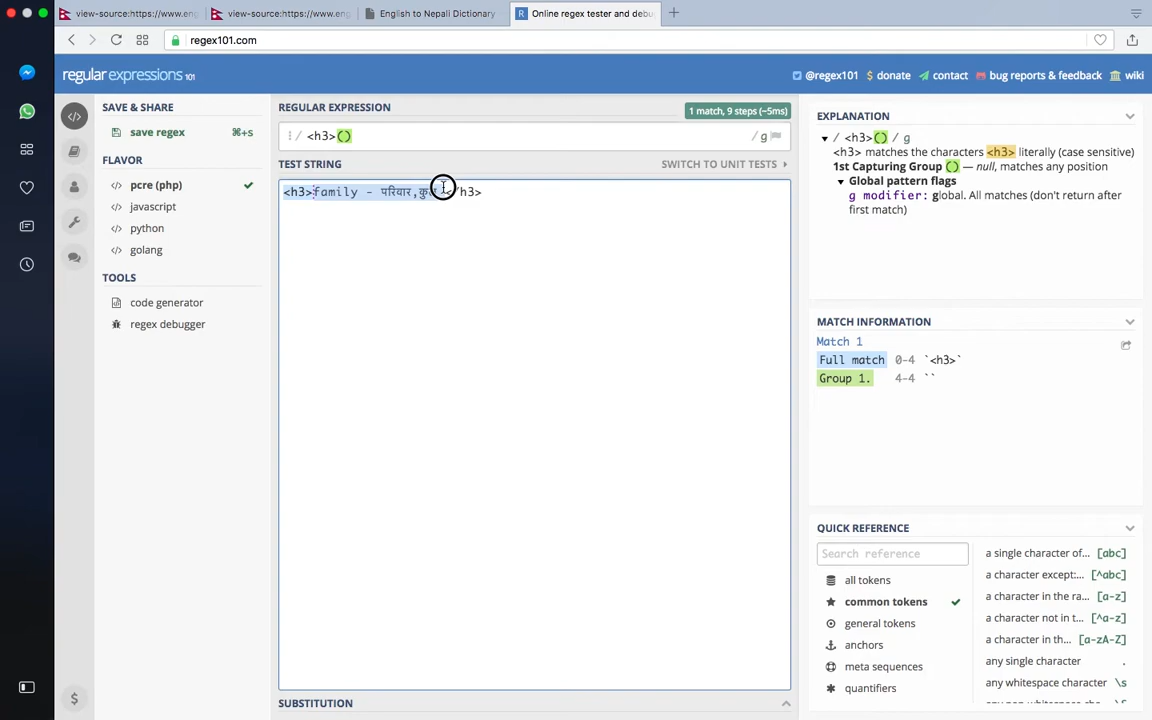 view-source:https://www.eng
view-source:https://www.eng
English to Nepali Dictionary
Online regex tester and debu
regex101.com
regular expressions 101
@regex101
donate
contact
bug reports & feedback
wiki
SAVE & SHARE
save regex
⌘+s
FLAVOR
pcre (php)
javascript
python
golang
TOOLS
code generator
regex debugger
REGULAR EXPRESSION
1 match, 9 steps (~5ms)
/ <h3>() / g
TEST STRING
SWITCH TO UNIT TESTS
<h3>family - परियार, /h3>
SUBSTITUTION
EXPLANATION
/ <h3>() / g
<h3> matches the characters <h3> literally (case sensitive)
1st Capturing Group () — null, matches any position
Global pattern flags
g modifier: global. All matches (don't return after
first match)
MATCH INFORMATION
Match 1
Full match 0-4 `<h3>`
Group 1. 4-4 ``
QUICK REFERENCE
Search reference
all tokens
common tokens
general tokens
anchors
meta sequences
quantifiers
a single character of... [abc]
a character except:... [^abc]
a character in the ra... [a-z]
a character not in t... [^a-z]
a character in th... [a-zA-Z]
any single character .
any whitespace character \s
$